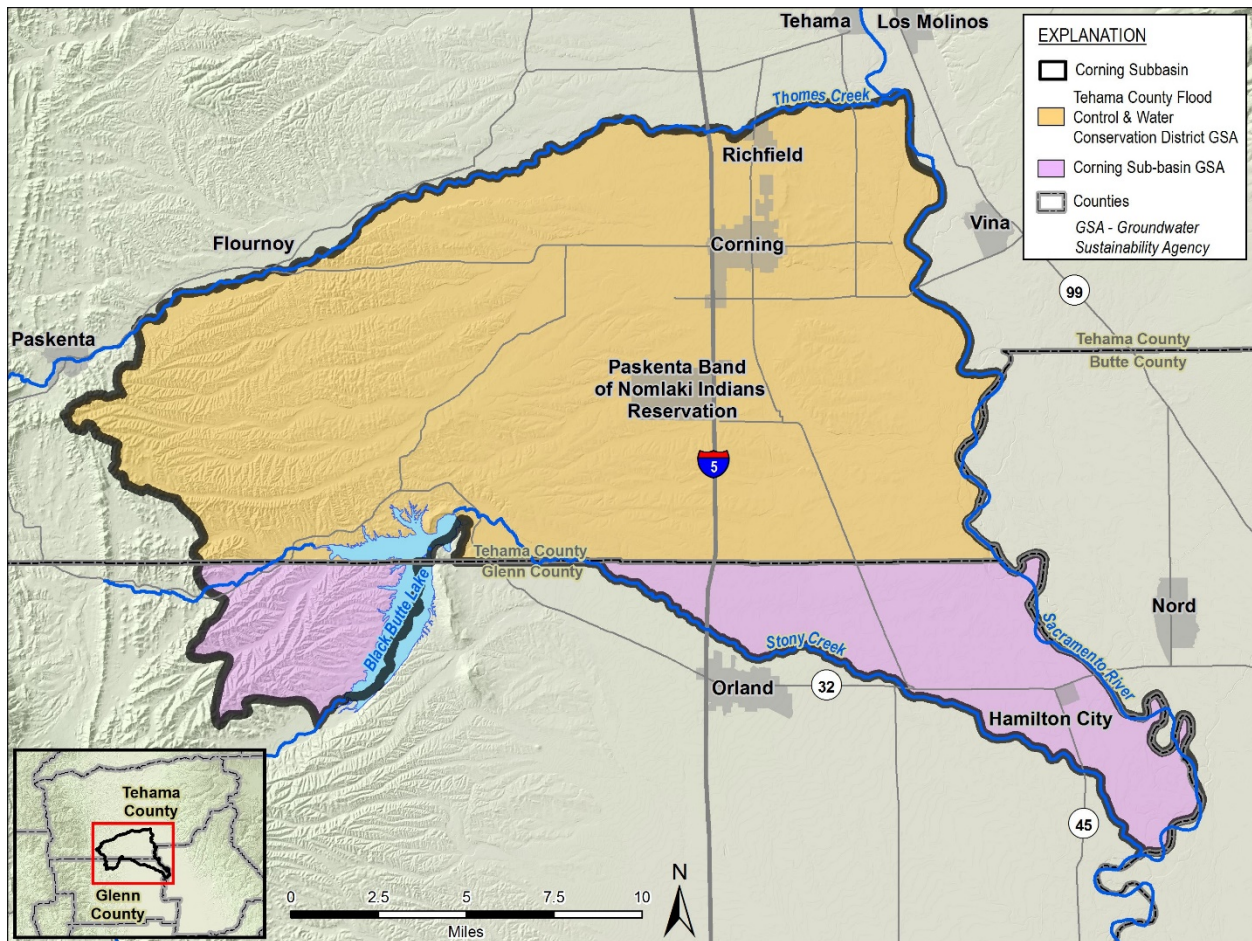 Tehama
Los Molinos
EXPLANATION
Corning Subbasin
Tehama County Flood
Control & Water
Conservation District GSA
Corning Sub-basin GSA
Counties
GSA - Groundwater
Sustainability Agency
Thomes Creek
Richfield
Vina
Flournoy
Corning
99
Paskenta
Tehama County
Butte County
Paskenta Band
of Nomlaki Indians
Reservation
5
Tehama County
Glenn County
Black Butte Lake
Nord
Sacramento River
Stony Creek
Orland
32
Hamilton City
45
Tehama
County
Glenn
County
0 2.5 5 7.5 10
Miles
N